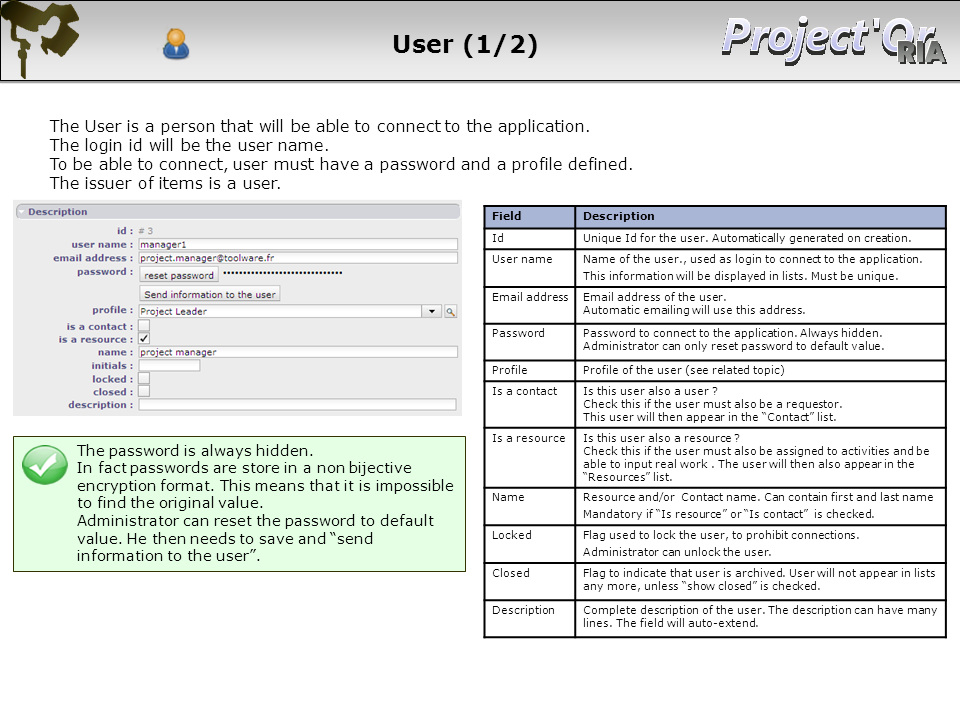 User (1/2)
Project'Or
RIA
The User is a person that will be able to connect to the application.
The login id will be the user name.
To be able to connect, user must have a password and a profile defined.
The issuer of items is a user.
Description
id : # 3
user name : manager1
email address : project.manager@toolware.fr
password : reset password ••••••••••••••••••••••••••••••
Send information to the user
profile : Project Leader
is a contact :
is a resource :
name : project manager
initials :
locked :
closed :
description :
The password is always hidden.
In fact passwords are store in a non bijective
encryption format. This means that it is impossible
to find the original value.
Administrator can reset the password to default
value. He then needs to save and “send
information to the user”.
Field Description
Id Unique Id for the user. Automatically generated on creation.
User name Name of the user., used as login to connect to the application.
This information will be displayed in lists. Must be unique.
Email address Email address of the user.
Automatic emailing will use this address.
Password Password to connect to the application. Always hidden.
Administrator can only reset password to default value.
Profile Profile of the user (see related topic)
Is a contact Is this user also a user ?
Check this if the user must also be a requestor.
This user will then appear in the “Contact” list.
Is a resource Is this user also a resource ?
Check this if the user must also be assigned to activities and be
able to input real work . The user will then also appear in the
“Resources” list.
Name Resource and/or Contact name. Can contain first and last name
Mandatory if “Is resource” or “Is contact” is checked.
Locked Flag used to lock the user, to prohibit connections.
Administrator can unlock the user.
Closed Flag to indicate that user is archived. User will not appear in lists
any more, unless “show closed” is checked.
Description Complete description of the user. The description can have many
lines. The field will auto-extend.